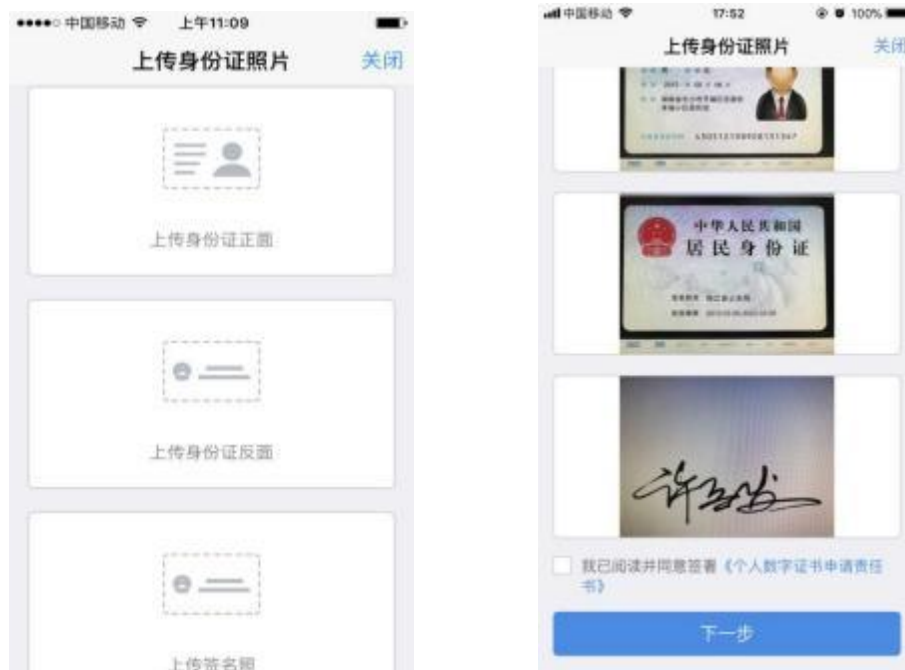 中国移动 上午11:09
上传身份证照片 关闭
上传身份证正面
上传身份证反面
上传签名照
中国移动 17:52 100%
上传身份证照片 关闭
中华人民共和国
居民身份证
我已阅读并同意签署《个人数字证书申请责任
书》
下一步